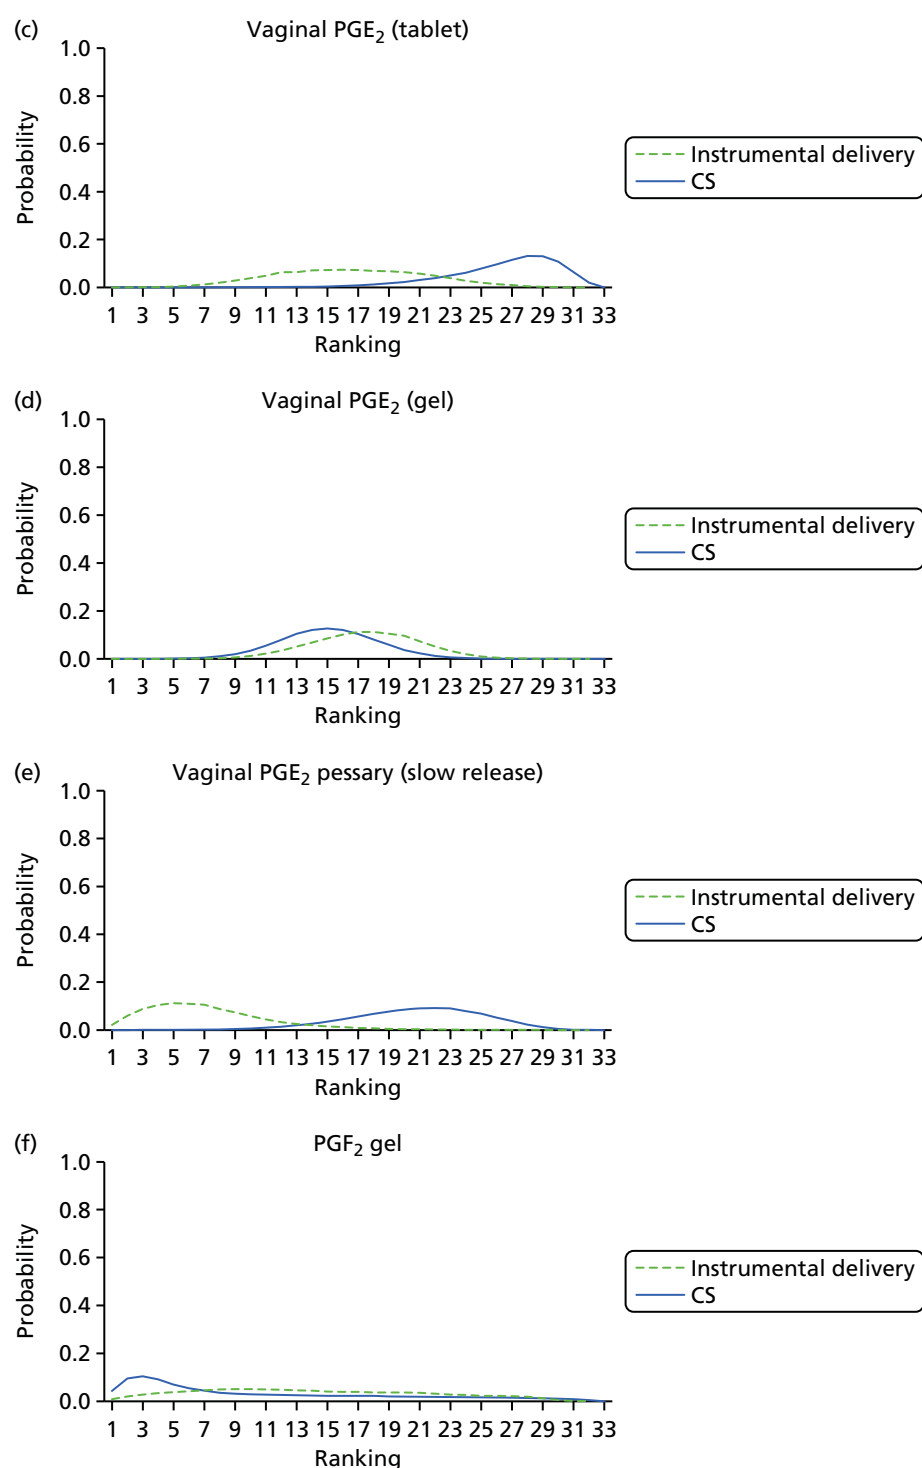 (c) Vaginal PGE2 (tablet)
1.0
0.8
0.6
0.4
0.2
0.0
Probability
1 3 5 7 9 11 13 15 17 19 21 23 25 27 29 31 33
Ranking
Instrumental delivery
CS
(d) Vaginal PGE2 (gel)
1.0
0.8
0.6
0.4
0.2
0.0
Probability
1 3 5 7 9 11 13 15 17 19 21 23 25 27 29 31 33
Ranking
Instrumental delivery
CS
(e) Vaginal PGE2 pessary (slow release)
1.0
0.8
0.6
0.4
0.2
0.0
Probability
1 3 5 7 9 11 13 15 17 19 21 23 25 27 29 31 33
Ranking
Instrumental delivery
CS
(f) PGF2 gel
1.0
0.8
0.6
0.4
0.2
0.0
Probability
1 3 5 7 9 11 13 15 17 19 21 23 25 27 29 31 33
Ranking
Instrumental delivery
CS